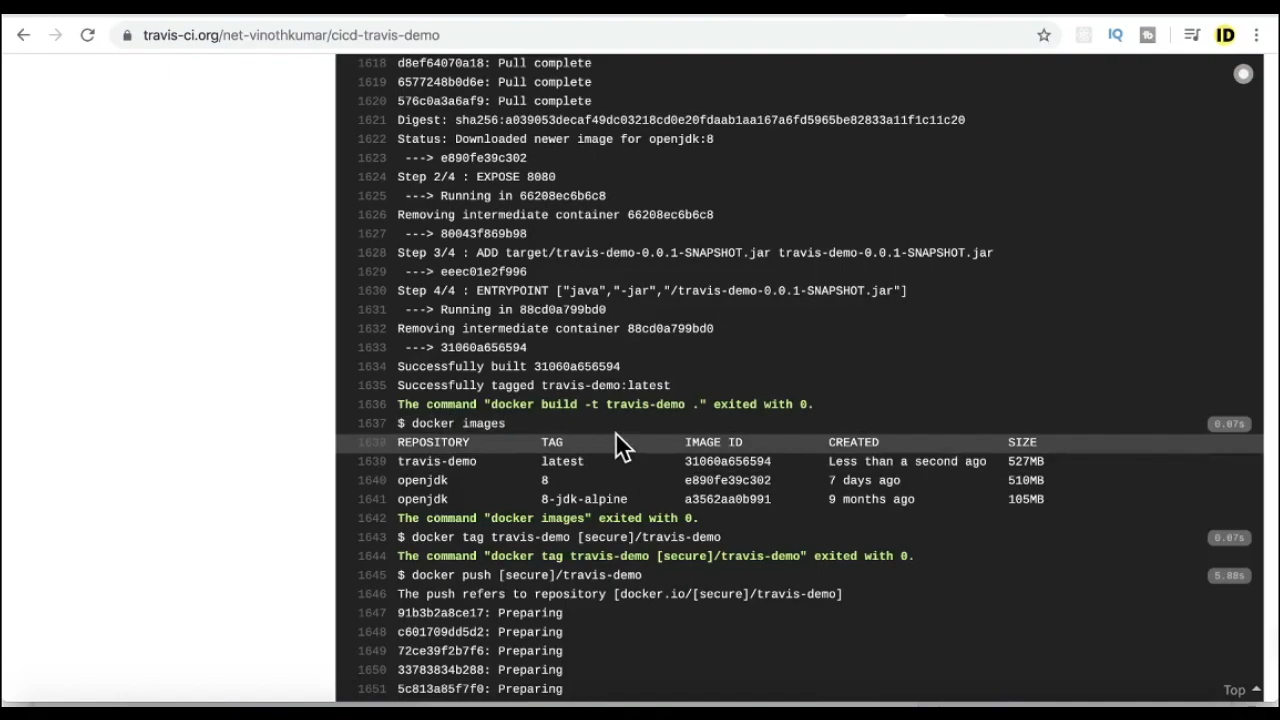 travis-ci.org/net-vinothkumar/cicd-travis-demo
IQ
tb
ID
1618 d8ef64070a18: Pull complete
1619 6577248b0d6e: Pull complete
1620 576c0a3a6af9: Pull complete
1621 Digest: sha256:a039053decaf49dc03218cd0e20fdaab1aa167a6fd5965be82833a11f1c11c20
1622 Status: Downloaded newer image for openjdk:8
1623 ---> e890fe39c302
1624 Step 2/4 : EXPOSE 8080
1625 ---> Running in 66208ec6b6c8
1626 Removing intermediate container 66208ec6b6c8
1627 ---> 80043f869b98
1628 Step 3/4 : ADD target/travis-demo-0.0.1-SNAPSHOT.jar travis-demo-0.0.1-SNAPSHOT.jar
1629 ---> eeec01e2f996
1630 Step 4/4 : ENTRYPOINT ["java","-jar","/travis-demo-0.0.1-SNAPSHOT.jar"]
1631 ---> Running in 88cd0a799bd0
1632 Removing intermediate container 88cd0a799bd0
1633 ---> 31060a656594
1634 Successfully built 31060a656594
1635 Successfully tagged travis-demo:latest
1636 The command "docker build -t travis-demo ." exited with 0.
1637 $ docker images 0.07s
1638 REPOSITORY TAG IMAGE ID CREATED SIZE
1639 travis-demo latest 31060a656594 Less than a second ago 527MB
1640 openjdk 8 e890fe39c302 7 days ago 510MB
1641 openjdk 8-jdk-alpine a3562aa0b991 9 months ago 105MB
1642 The command "docker images" exited with 0.
1643 $ docker tag travis-demo [secure]/travis-demo 0.07s
1644 The command "docker tag travis-demo [secure]/travis-demo" exited with 0.
1645 $ docker push [secure]/travis-demo 5.88s
1646 The push refers to repository [docker.io/[secure]/travis-demo]
1647 91b3b2a8ce17: Preparing
1648 c601709dd5d2: Preparing
1649 72ce39f2b7f6: Preparing
1650 33783834b288: Preparing
1651 5c813a85f7f0: Preparing
Top